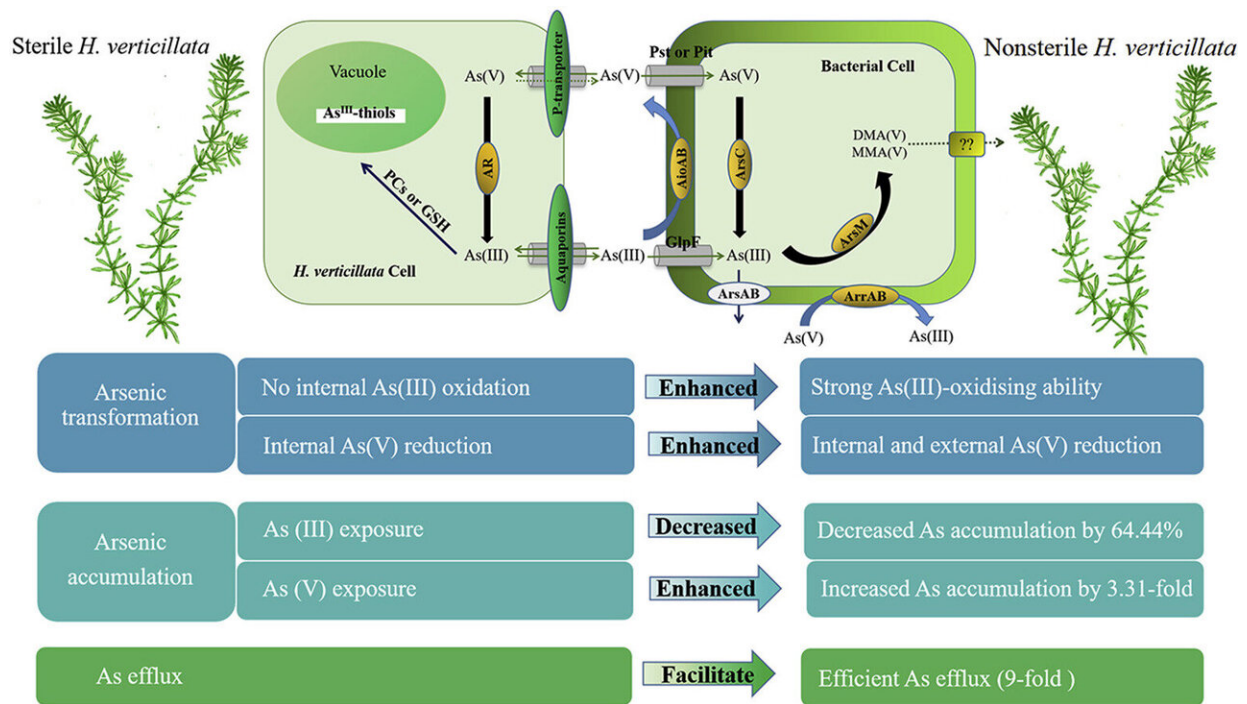 Sterile H. verticillata
Nonsterile H. verticillata
P-transporter
Pst or Pit
Vacuole
As(V)
As(V)
As(V)
Bacterial Cell
As^III-thiols
DMA(V)
MMA(V)
??
AR
AioAB
ArsC
PCs or GSH
ArsM
As(III)
As(III)
GlpF
As(III)
Aquaporins
H. verticillata Cell
ArsAB
ArrAB
As(V)
As(III)
Arsenic
transformation
No internal As(III) oxidation
Enhanced
Strong As(III)-oxidising ability
Internal As(V) reduction
Enhanced
Internal and external As(V) reduction
Arsenic
accumulation
As (III) exposure
Decreased
Decreased As accumulation by 64.44%
As (V) exposure
Enhanced
Increased As accumulation by 3.31-fold
As efflux
Facilitate
Efficient As efflux (9-fold )